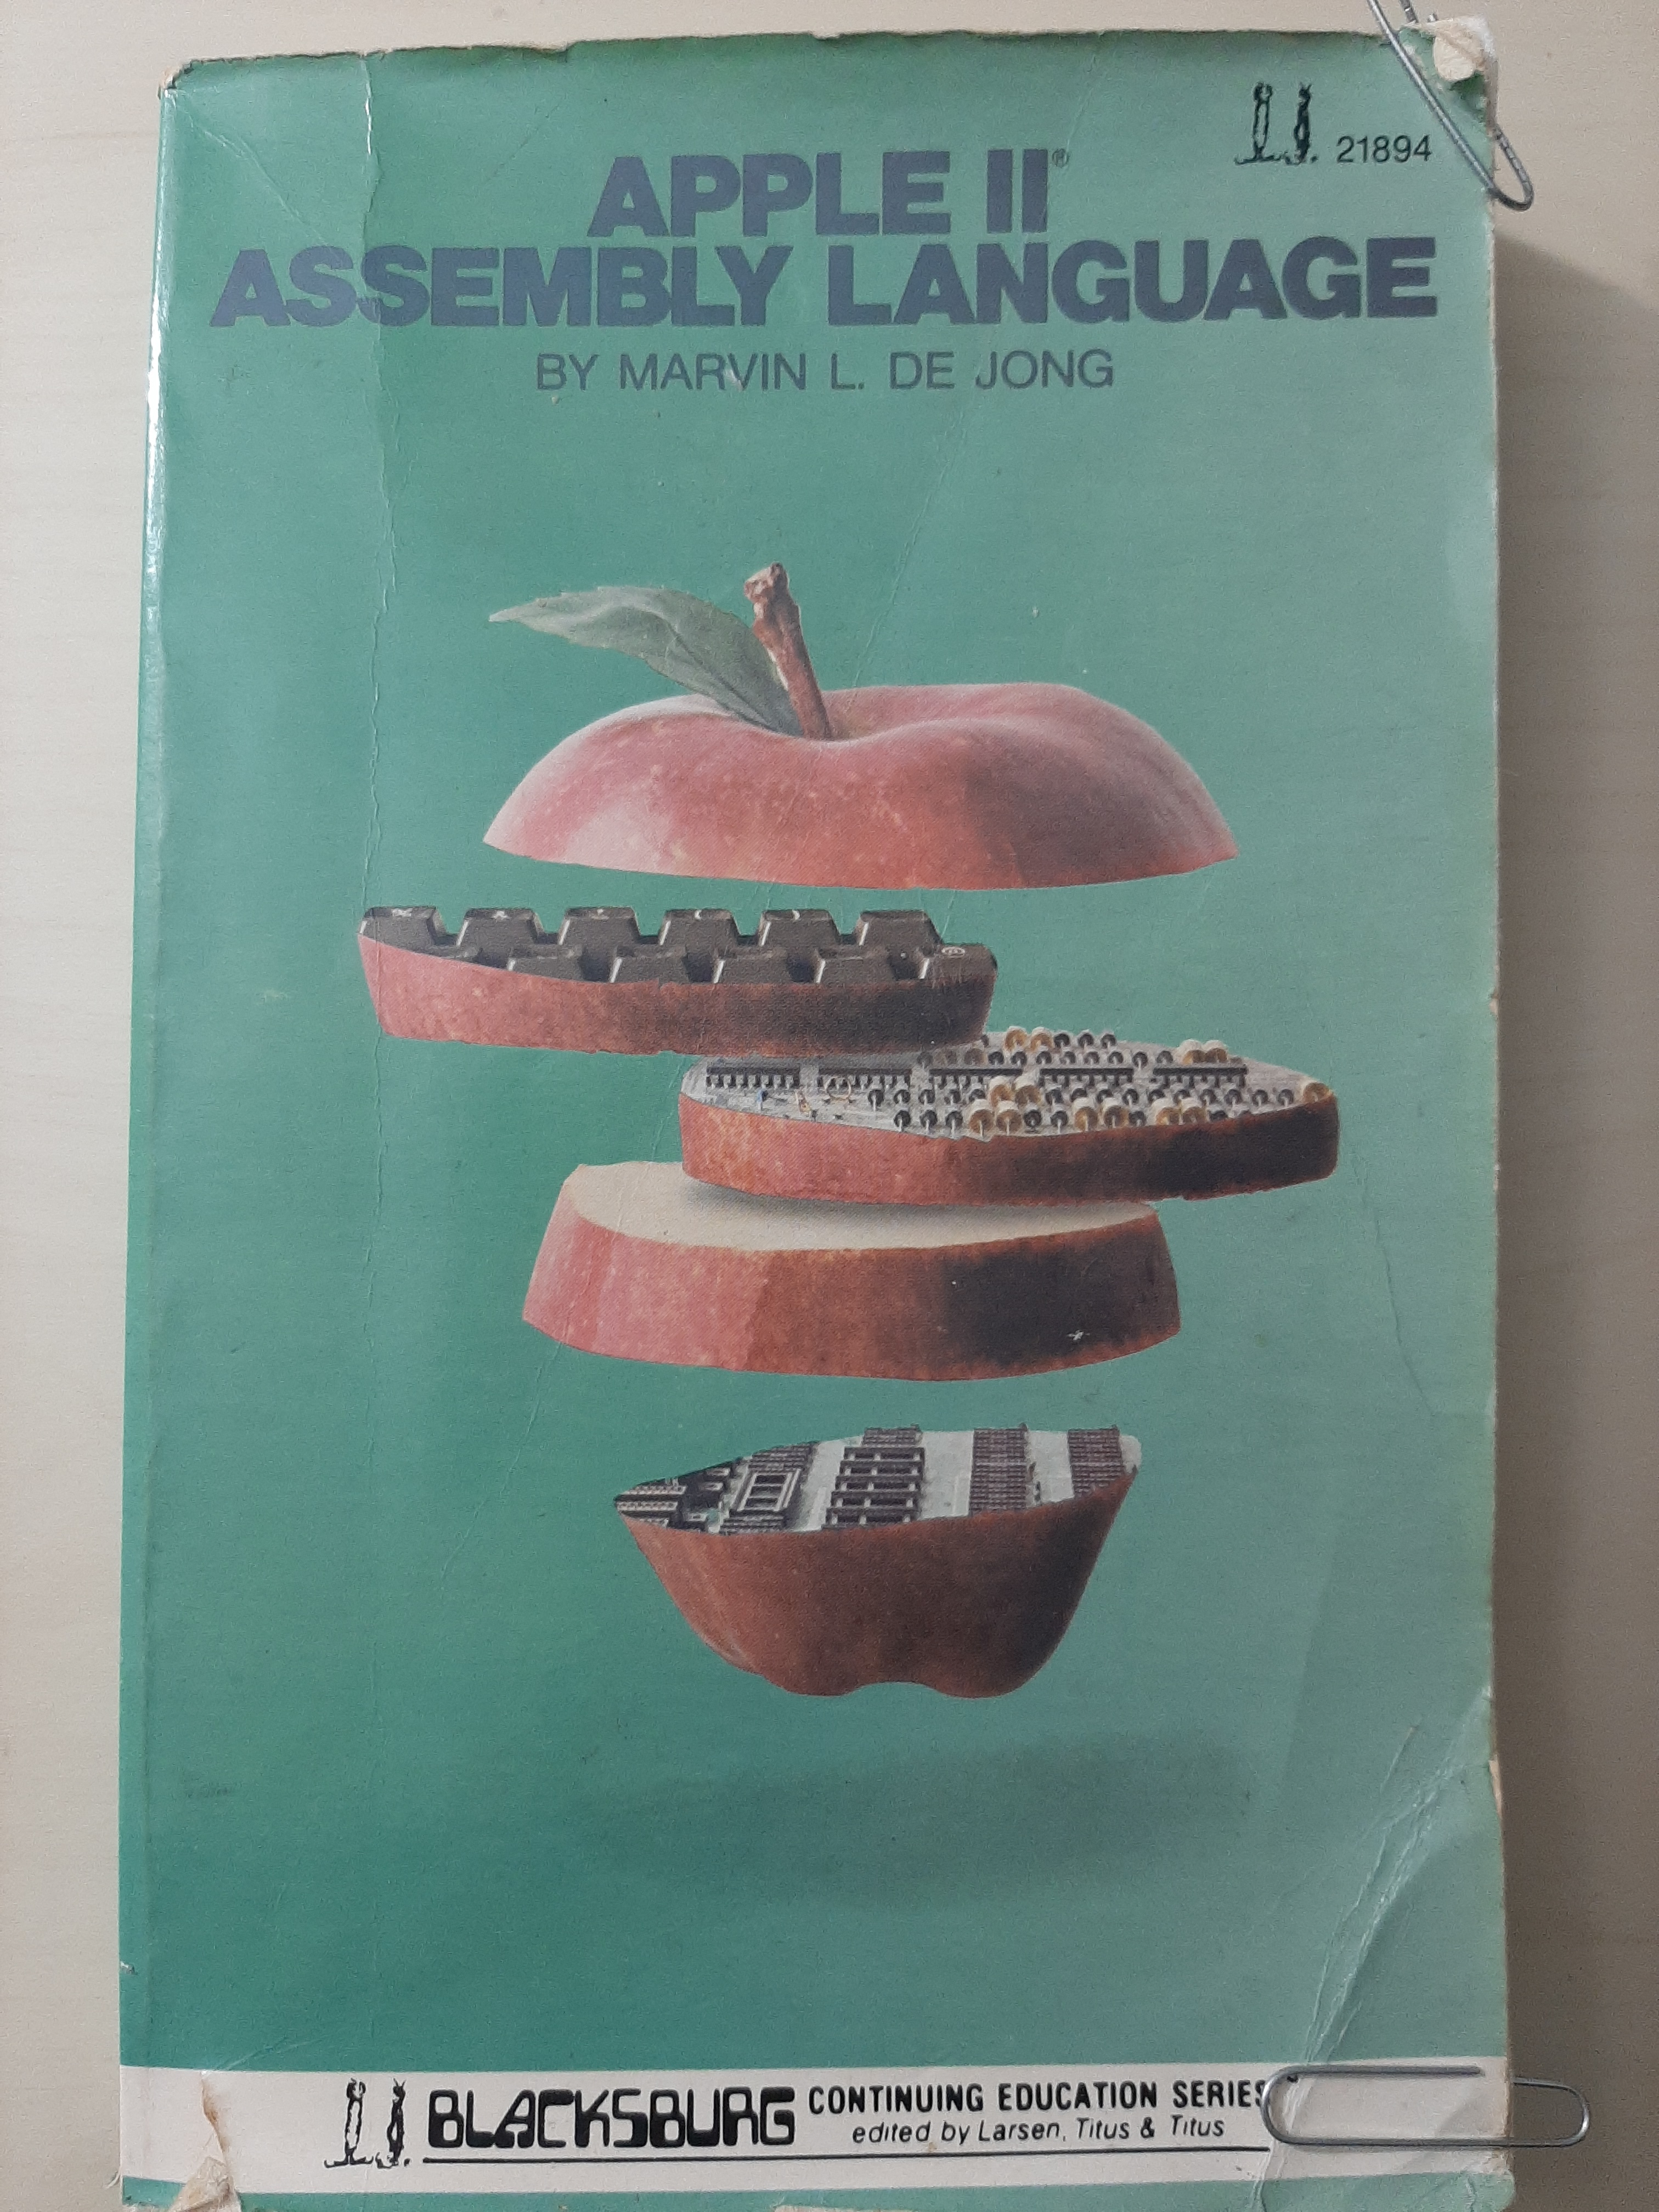 21894
APPLE II®
ASSEMBLY LANGUAGE
BY MARVIN L. DE JONG
BLACKSBURG CONTINUING EDUCATION SERIES
edited by Larsen, Titus & Titus